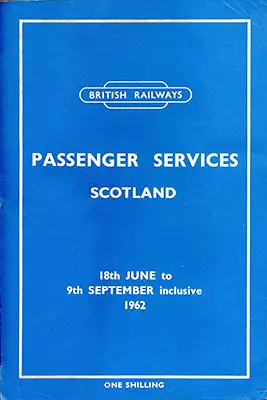 BRITISH RAILWAYS
PASSENGER SERVICES
SCOTLAND
18th JUNE to
9th SEPTEMBER inclusive
1962
ONE SHILLING